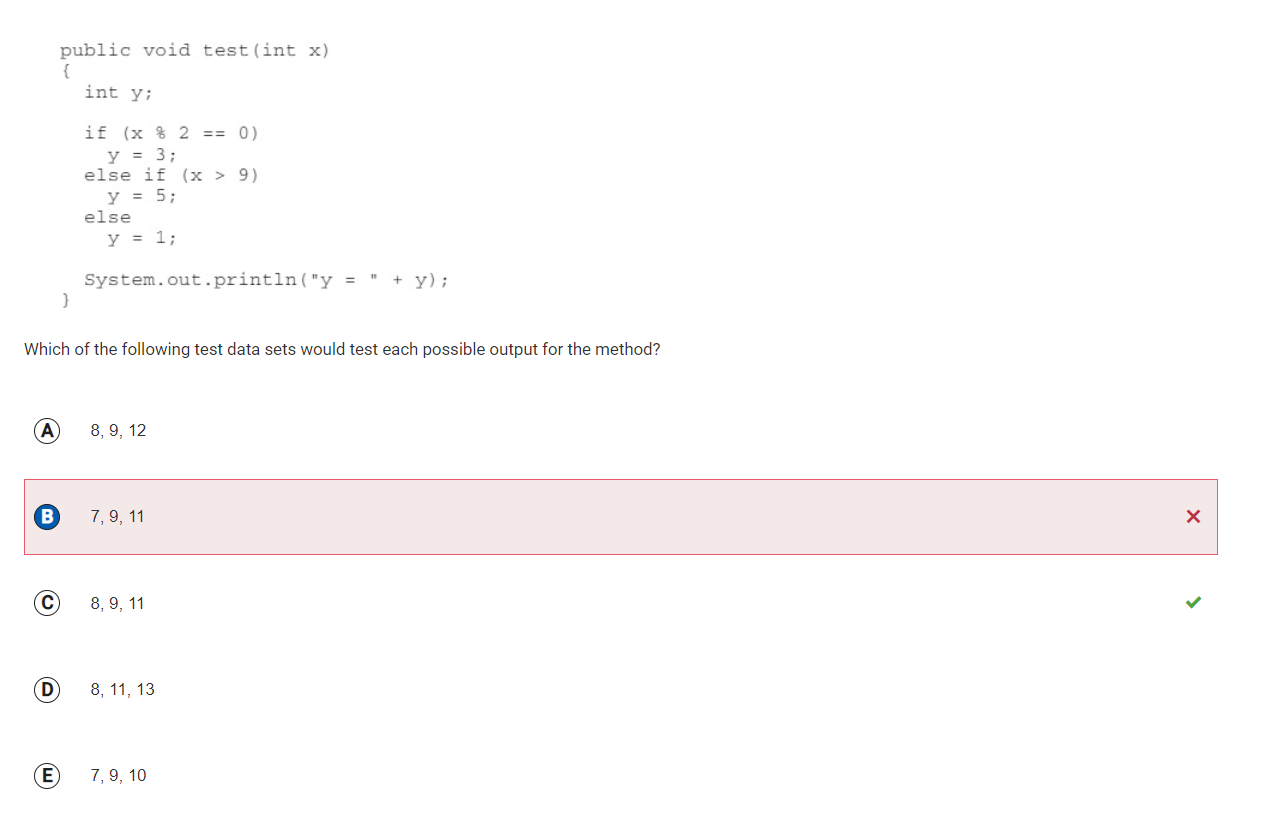 public void test(int x)
{
int y;
if (x % 2 == 0)
y = 3;
else if (x > 9)
y = 5;
else
y = 1;
System.out.println("y = " + y);
}
Which of the following test data sets would test each possible output for the method?
A 8, 9, 12
B 7, 9, 11
C 8, 9, 11
D 8, 11, 13
E 7, 9, 10